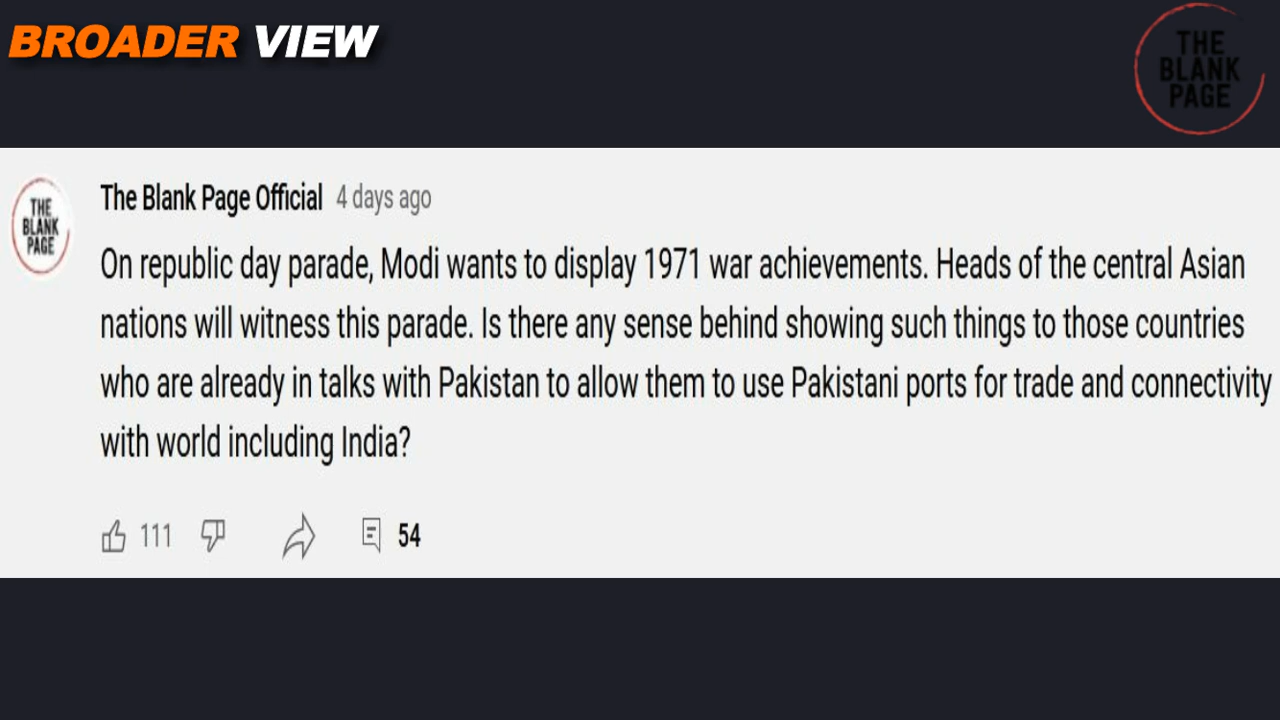 BROADER VIEW
THE
BLANK
PAGE
THE
BLANK
PAGE
The Blank Page Official 4 days ago
On republic day parade, Modi wants to display 1971 war achievements. Heads of the central Asian
nations will witness this parade. Is there any sense behind showing such things to those countries
who are already in talks with Pakistan to allow them to use Pakistani ports for trade and connectivity
with world including India?
111 54